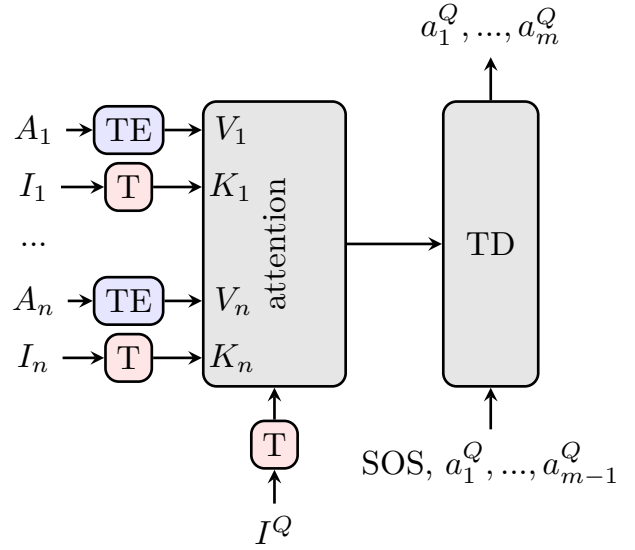 a_1^Q, ..., a_m^Q
A_1 TE V_1
I_1 T K_1
...
attention
TD
A_n TE V_n
I_n T K_n
T
SOS, a_1^Q, ..., a_{m-1}^Q
I^Q